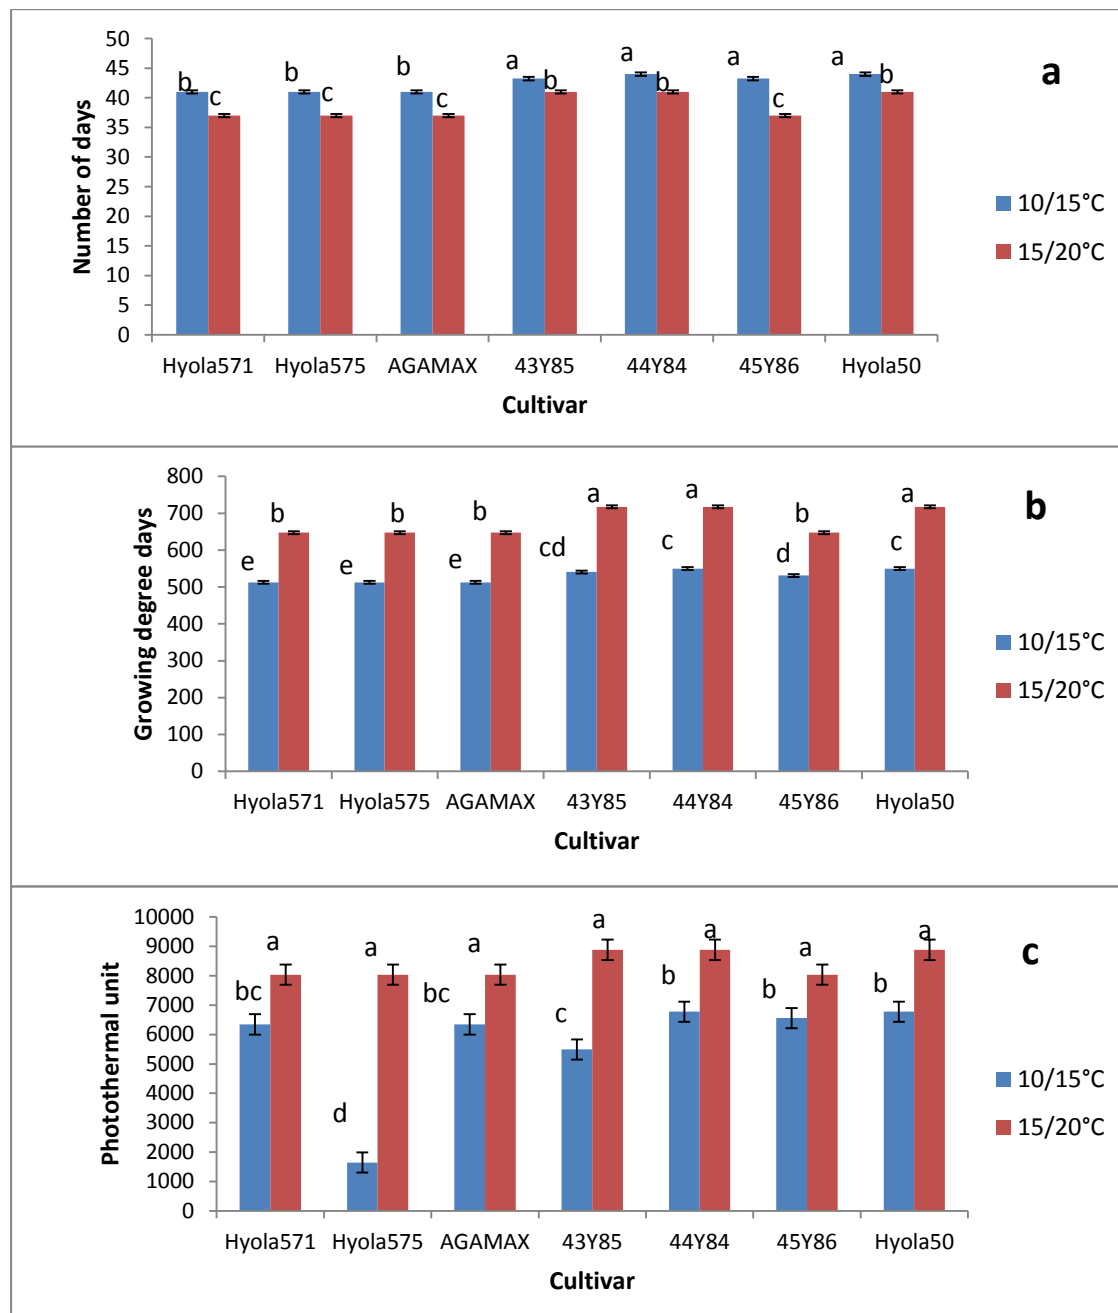 50
45
40
35
30
25
20
15
10
5
0
Number of days
b c b c b c a b a b a c a b
a
10/15°C
15/20°C
Hyola571 Hyola575 AGAMAX 43Y85 44Y84 45Y86 Hyola50
Cultivar
800
700
600
500
400
300
200
100
0
Growing degree days
e b e b e b cd a c a d b c a
b
10/15°C
15/20°C
Hyola571 Hyola575 AGAMAX 43Y85 44Y84 45Y86 Hyola50
Cultivar
10000
9000
8000
7000
6000
5000
4000
3000
2000
1000
0
Photothermal unit
bc a d a bc a c a b a b a b a
c
10/15°C
15/20°C
Hyola571 Hyola575 AGAMAX 43Y85 44Y84 45Y86 Hyola50
Cultivar